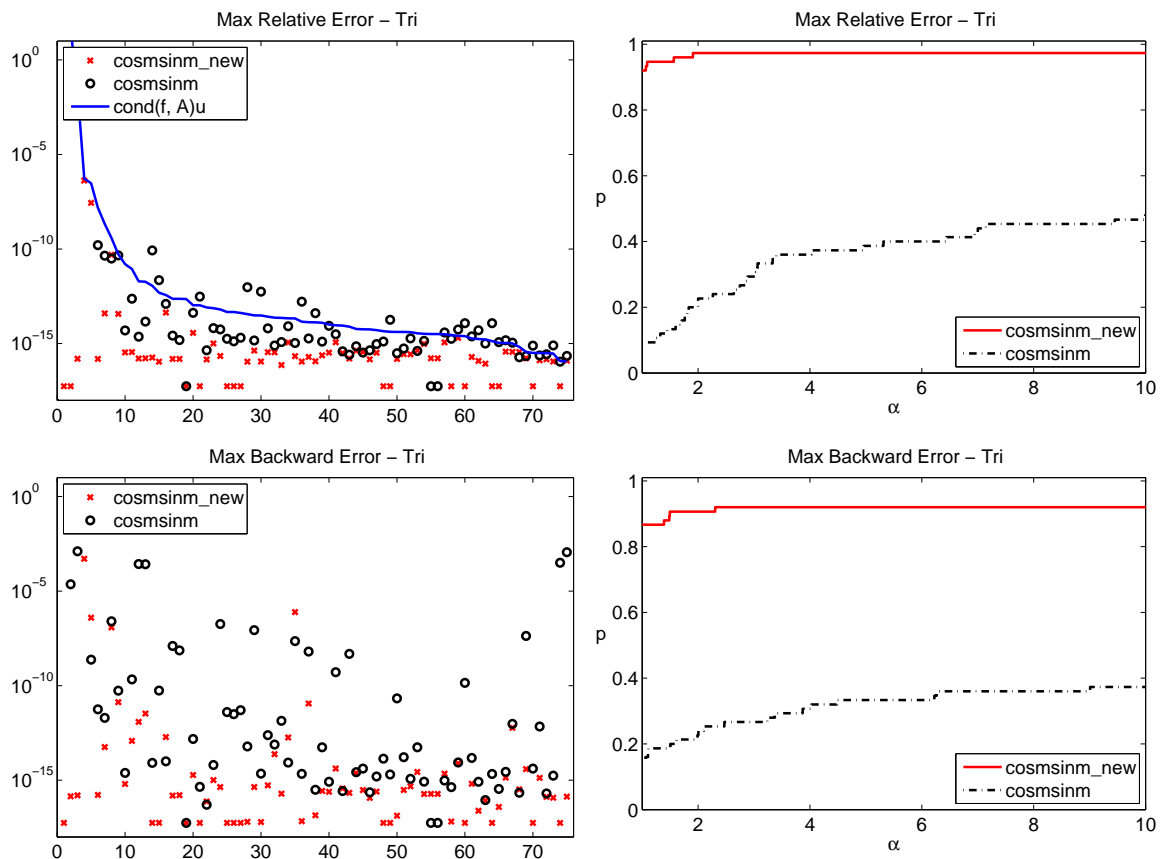 Max Relative Error – Tri
cosmsinm_new
cosmsinm
cond(f, A)u
10^0
10^-5
10^-10
10^-15
0 10 20 30 40 50 60 70
Max Relative Error – Tri
1
0.8
0.6
p
0.4
0.2
0
cosmsinm_new
cosmsinm
2 4 6 8 10
α
Max Backward Error – Tri
cosmsinm_new
cosmsinm
10^0
10^-5
10^-10
10^-15
0 10 20 30 40 50 60 70
Max Backward Error – Tri
1
0.8
0.6
p
0.4
0.2
0
cosmsinm_new
cosmsinm
2 4 6 8 10
α